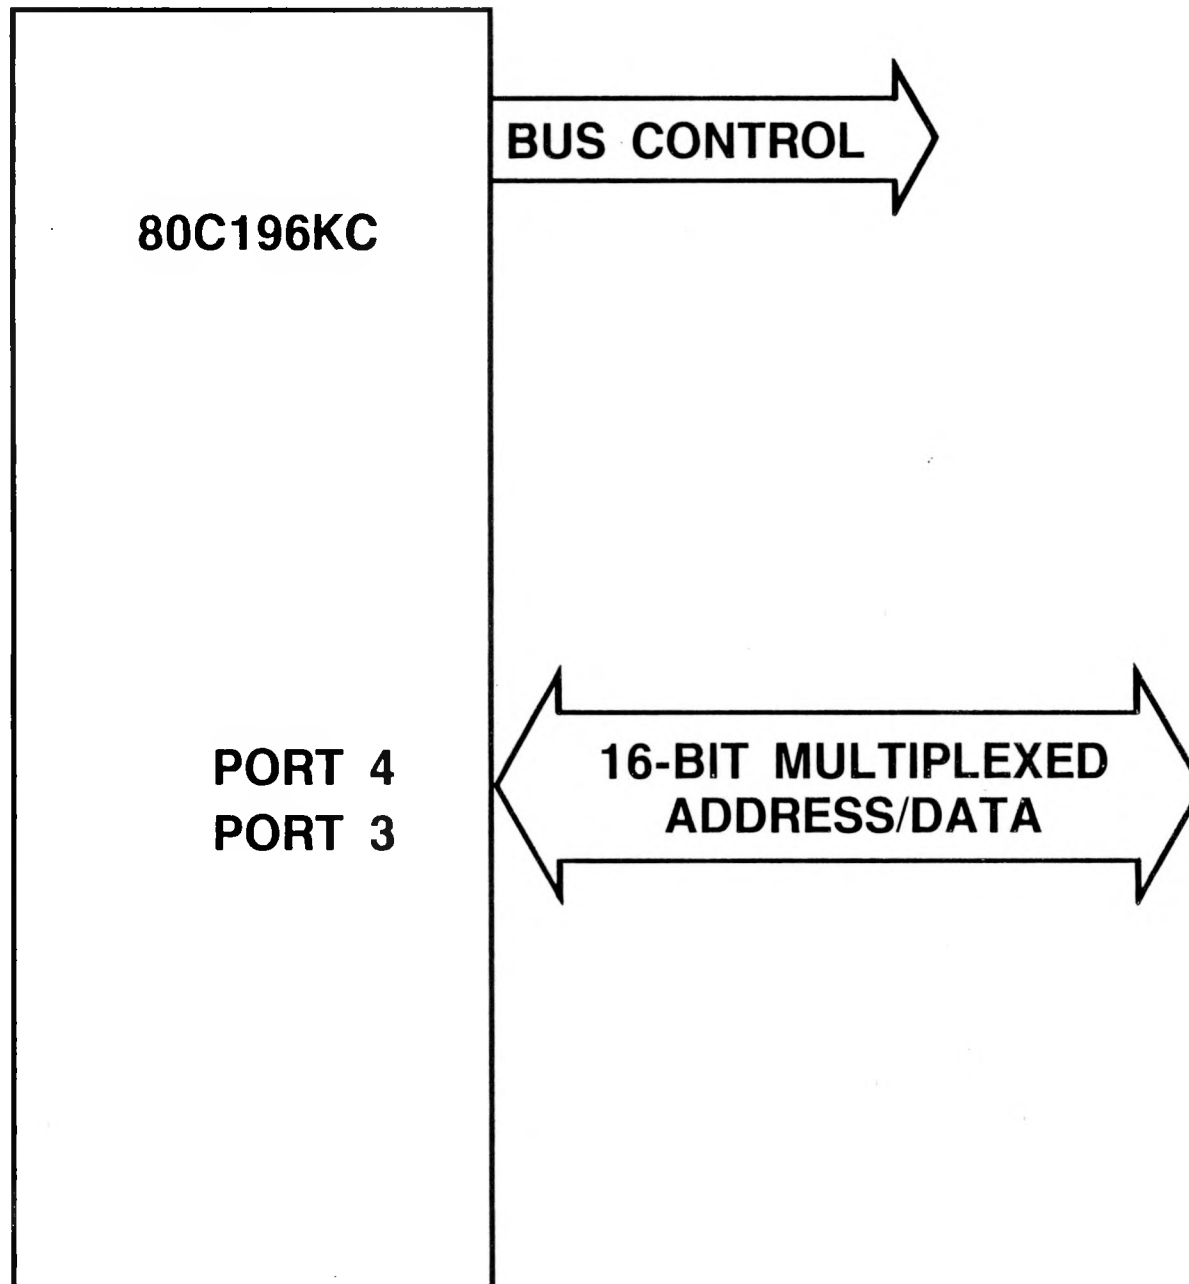 BUS CONTROL
80C196KC
16-BIT MULTIPLEXED
ADDRESS/DATA
PORT 4
PORT 3